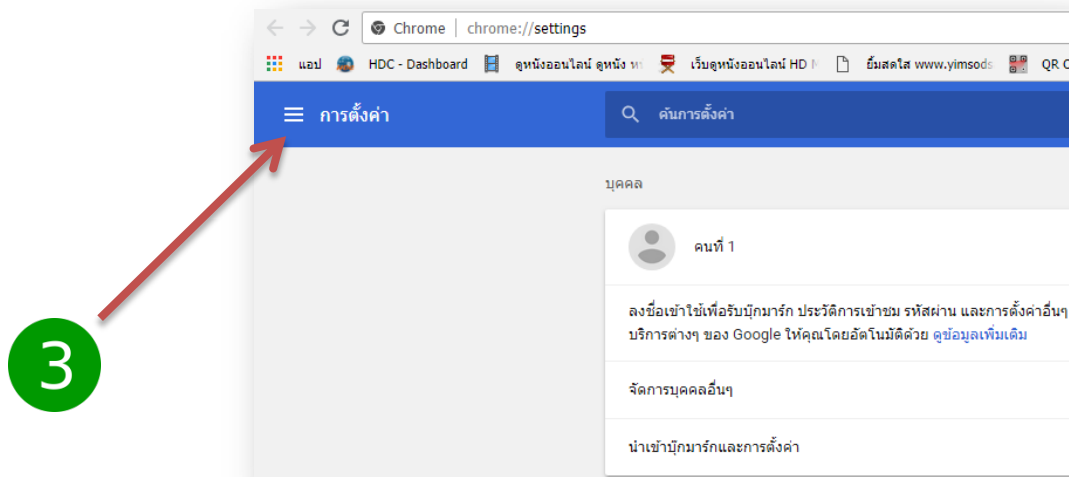 Chrome chrome://settings
แอป HDC - Dashboard ดูหนังออนไลน์ ดูหนัง เว็บดูหนังออนไลน์ HD ยิ้มสดใส www.yimsods QR
การตั้งค่า ค้นการตั้งค่า
บุคคล
คนที่ 1
ลงชื่อเข้าใช้เพื่อรับบุ๊กมาร์ก ประวัติการเข้าชม รหัสผ่าน และการตั้งค่าอื่นๆ
บริการต่างๆ ของ Google ให้คุณโดยอัตโนมัติด้วย ดูข้อมูลเพิ่มเติม
3
จัดการบุคคลอื่นๆ
นำเข้าบุ๊กมาร์กและการตั้งค่า